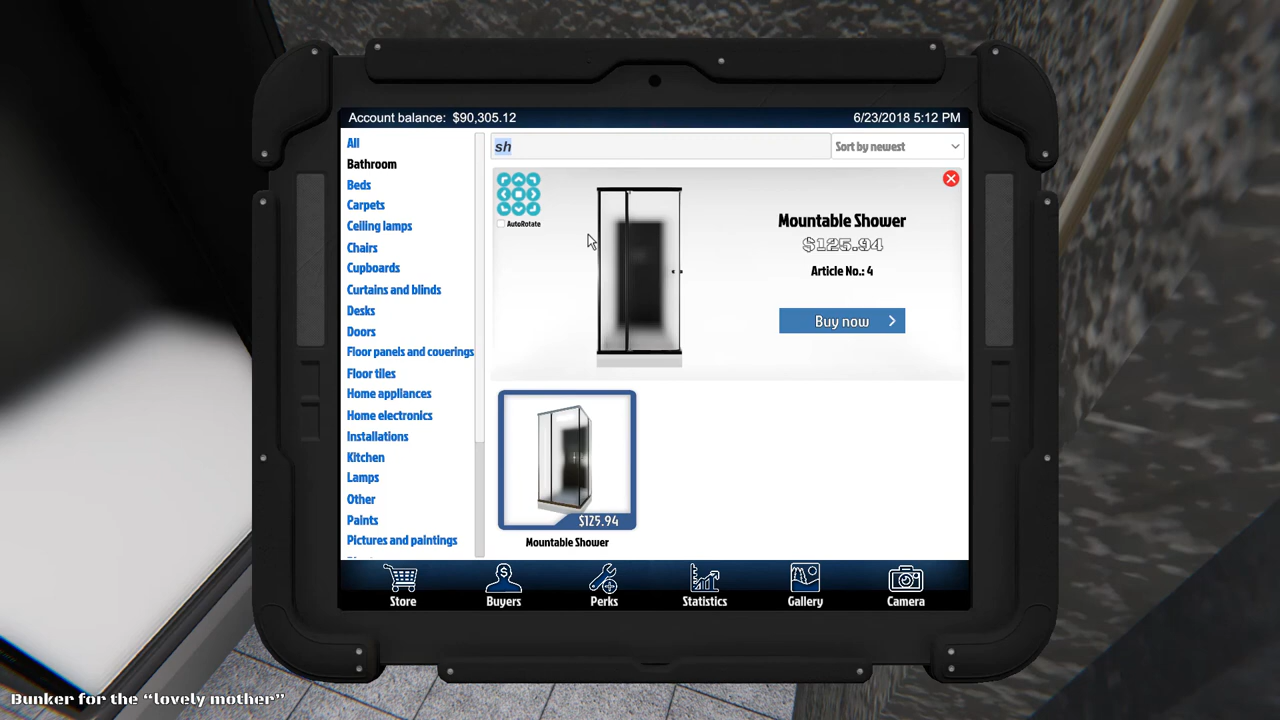 Account balance: $90,305.12
6/23/2018 5:12 PM
All
Bathroom
Beds
Carpets
Ceiling lamps
Chairs
Cupboards
Curtains and blinds
Desks
Doors
Floor panels and coverings
Floor tiles
Home appliances
Home electronics
Installations
Kitchen
Lamps
Other
Paints
Pictures and paintings
sh
Sort by newest
AutoRotate
Mountable Shower
$125.94
Article No.: 4
Buy now
$125.94
Mountable Shower
Store
Buyers
Perks
Statistics
Gallery
Camera
Bunker for the “lovely mother”